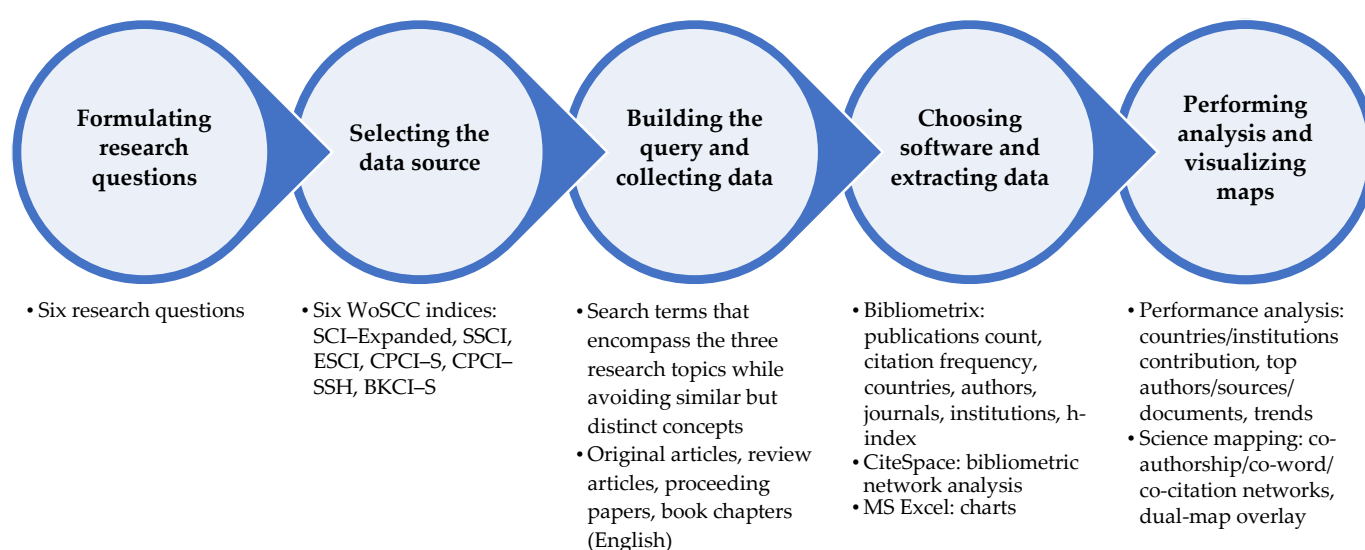 Formulating
research
questions
Selecting the
data source
Building the
query and
collecting data
Choosing
software and
extracting data
Performing
analysis and
visualizing
maps
• Six research questions
• Six WoSCC indices:
SCI–Expanded, SSCI,
ESCI, CPCI–S, CPCI–
SSH, BKCI–S
• Search terms that
encompass the three
research topics while
avoiding similar but
distinct concepts
• Original articles, review
articles, proceeding
papers, book chapters
(English)
• Bibliometrix:
publications count,
citation frequency,
countries, authors,
journals, institutions, h-
index
• CiteSpace: bibliometric
network analysis
• MS Excel: charts
• Performance analysis:
countries/institutions
contribution, top
authors/sources/
documents, trends
• Science mapping: co-
authorship/co-word/
co-citation networks,
dual-map overlay